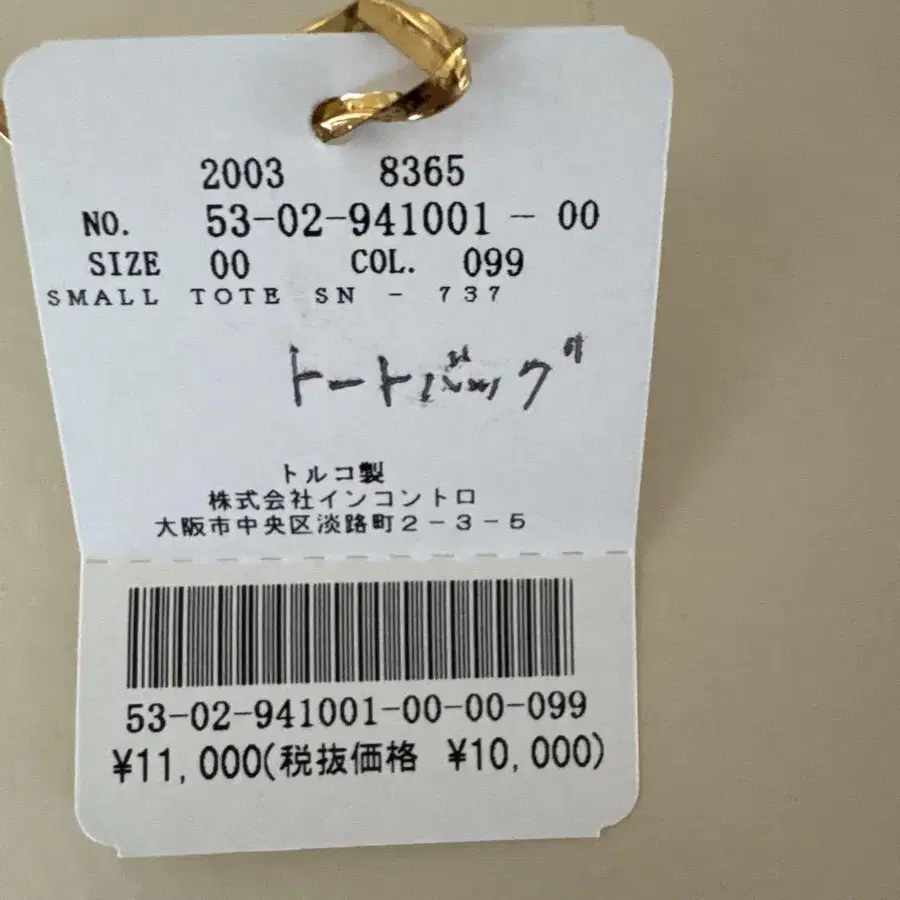 2003 8365
NO. 53-02-941001 - 00
SIZE 00 COL. 099
SMALL TOTE SN - 737
トートバッグ
トルコ製
株式会社インコントロ
大阪市中央区淡路町2-3-5
53-02-941001-00-00-099
¥11,000(税抜価格 ¥10,000)